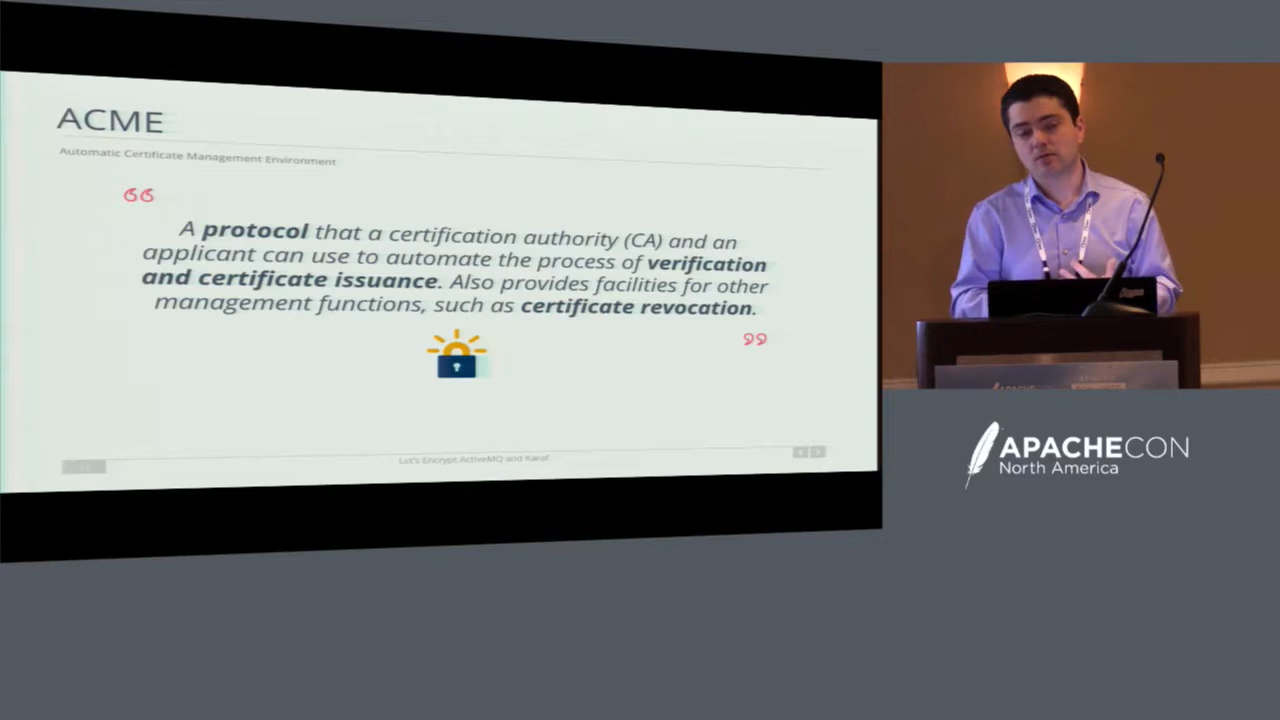 ACME
Automatic Certificate Management Environment
A protocol that a certification authority (CA) and an
applicant can use to automate the process of verification
and certificate issuance. Also provides facilities for other
management functions, such as certificate revocation.
Let's Encrypt ActiveMQ and Karaf
APACHECON
North America
APACHECON